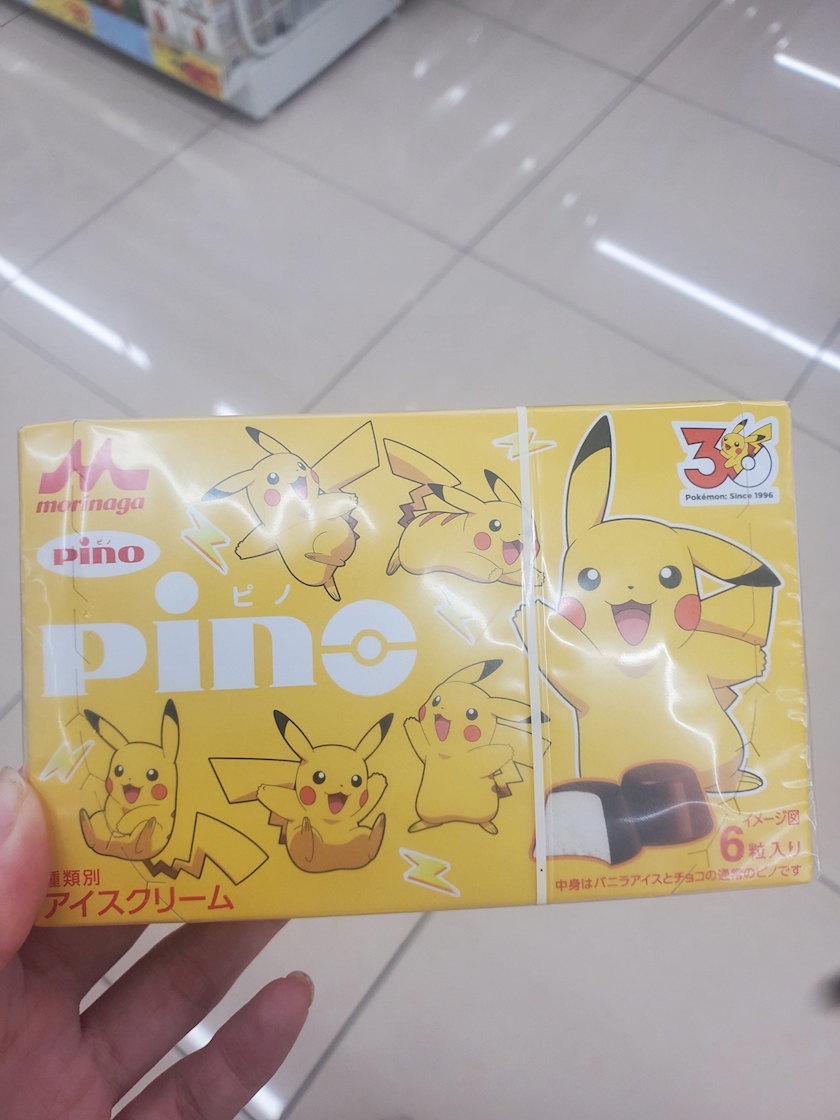 morinaga
pino
ピノ
ピノ
pino
30
Pokémon: Since 1996
種類別
アイスクリーム
イメージ図
6粒入り
中身はバニラアイスとチョコの通常のピノです